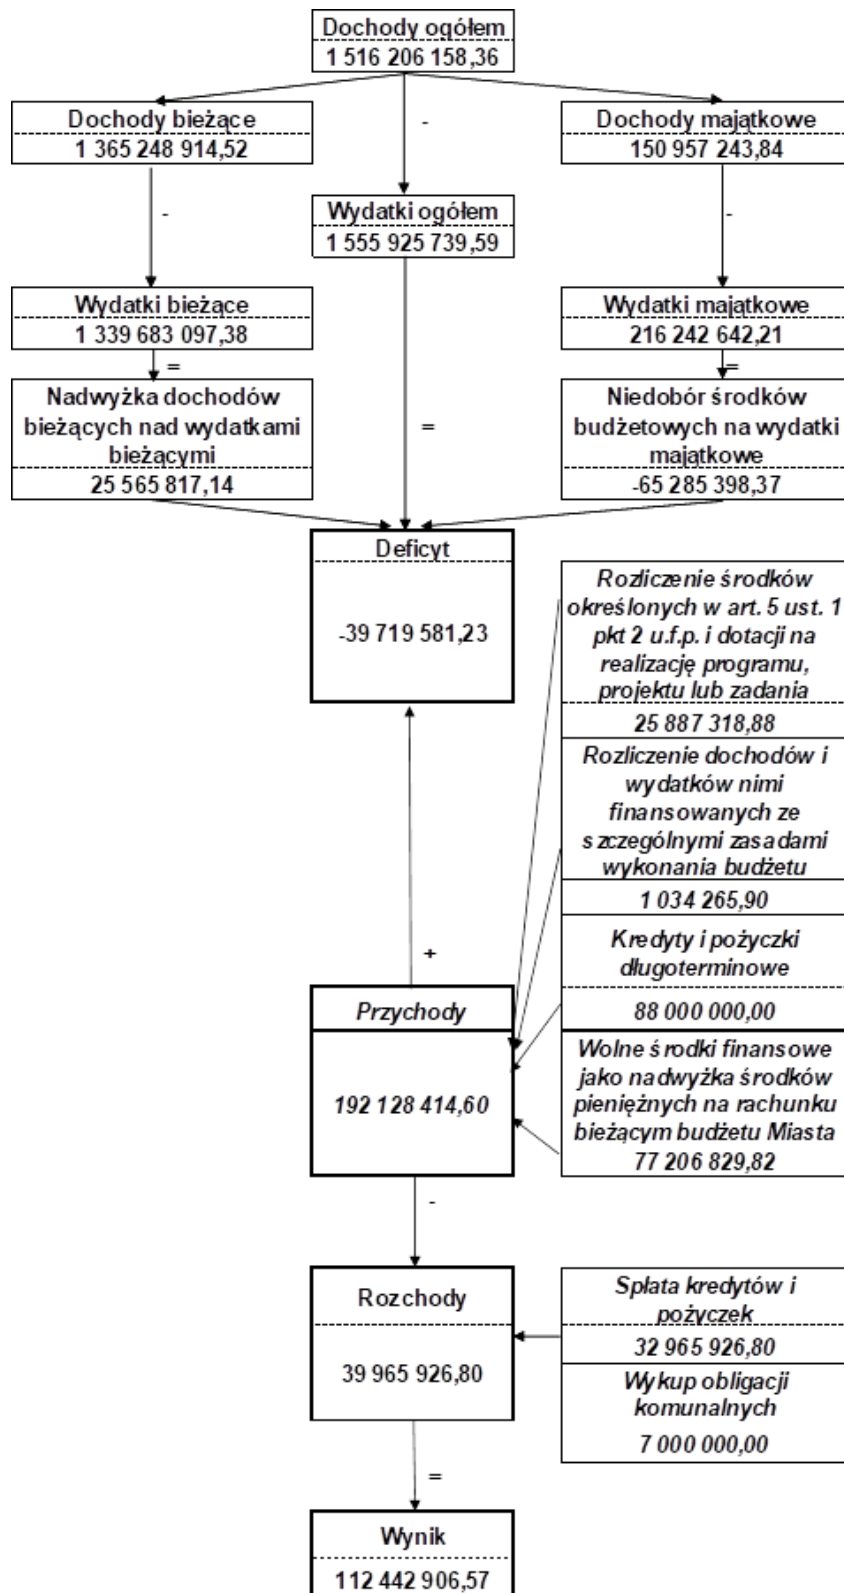 Dochody ogółem
1 516 206 158,36
Dochody bieżące
1 365 248 914,52
-
Dochody majątkowe
150 957 243,84
-
Wydatki ogółem
1 555 925 739,59
-
Wydatki bieżące
1 339 683 097,38
=
Wydatki majątkowe
216 242 642,21
=
Nadwyżka dochodów
bieżących nad wydatkami
bieżącymi
25 565 817,14
=
Niedobór środków
budżetowych na wydatki
majątkowe
-65 285 398,37
Deficyt
-39 719 581,23
Rozliczenie środków
określonych w art. 5 ust. 1
pkt 2 u.f.p. i dotacji na
realizację programu,
projektu lub zadania
25 887 318,88
Rozliczenie dochodów i
wydatków nimi
finansowanych ze
szczególnymi zasadami
wykonania budżetu
1 034 265,90
+
Kredyty i pożyczki
długoterminowe
88 000 000,00
Przychody
192 128 414,60
Wolne środki finansowe
jako nadwyżka środków
pieniężnych na rachunku
bieżącym budżetu Miasta
77 206 829,82
-
Rozchody
39 965 926,80
Spłata kredytów i
pożyczek
32 965 926,80
Wykup obligacji
komunalnych
7 000 000,00
=
Wynik
112 442 906,57